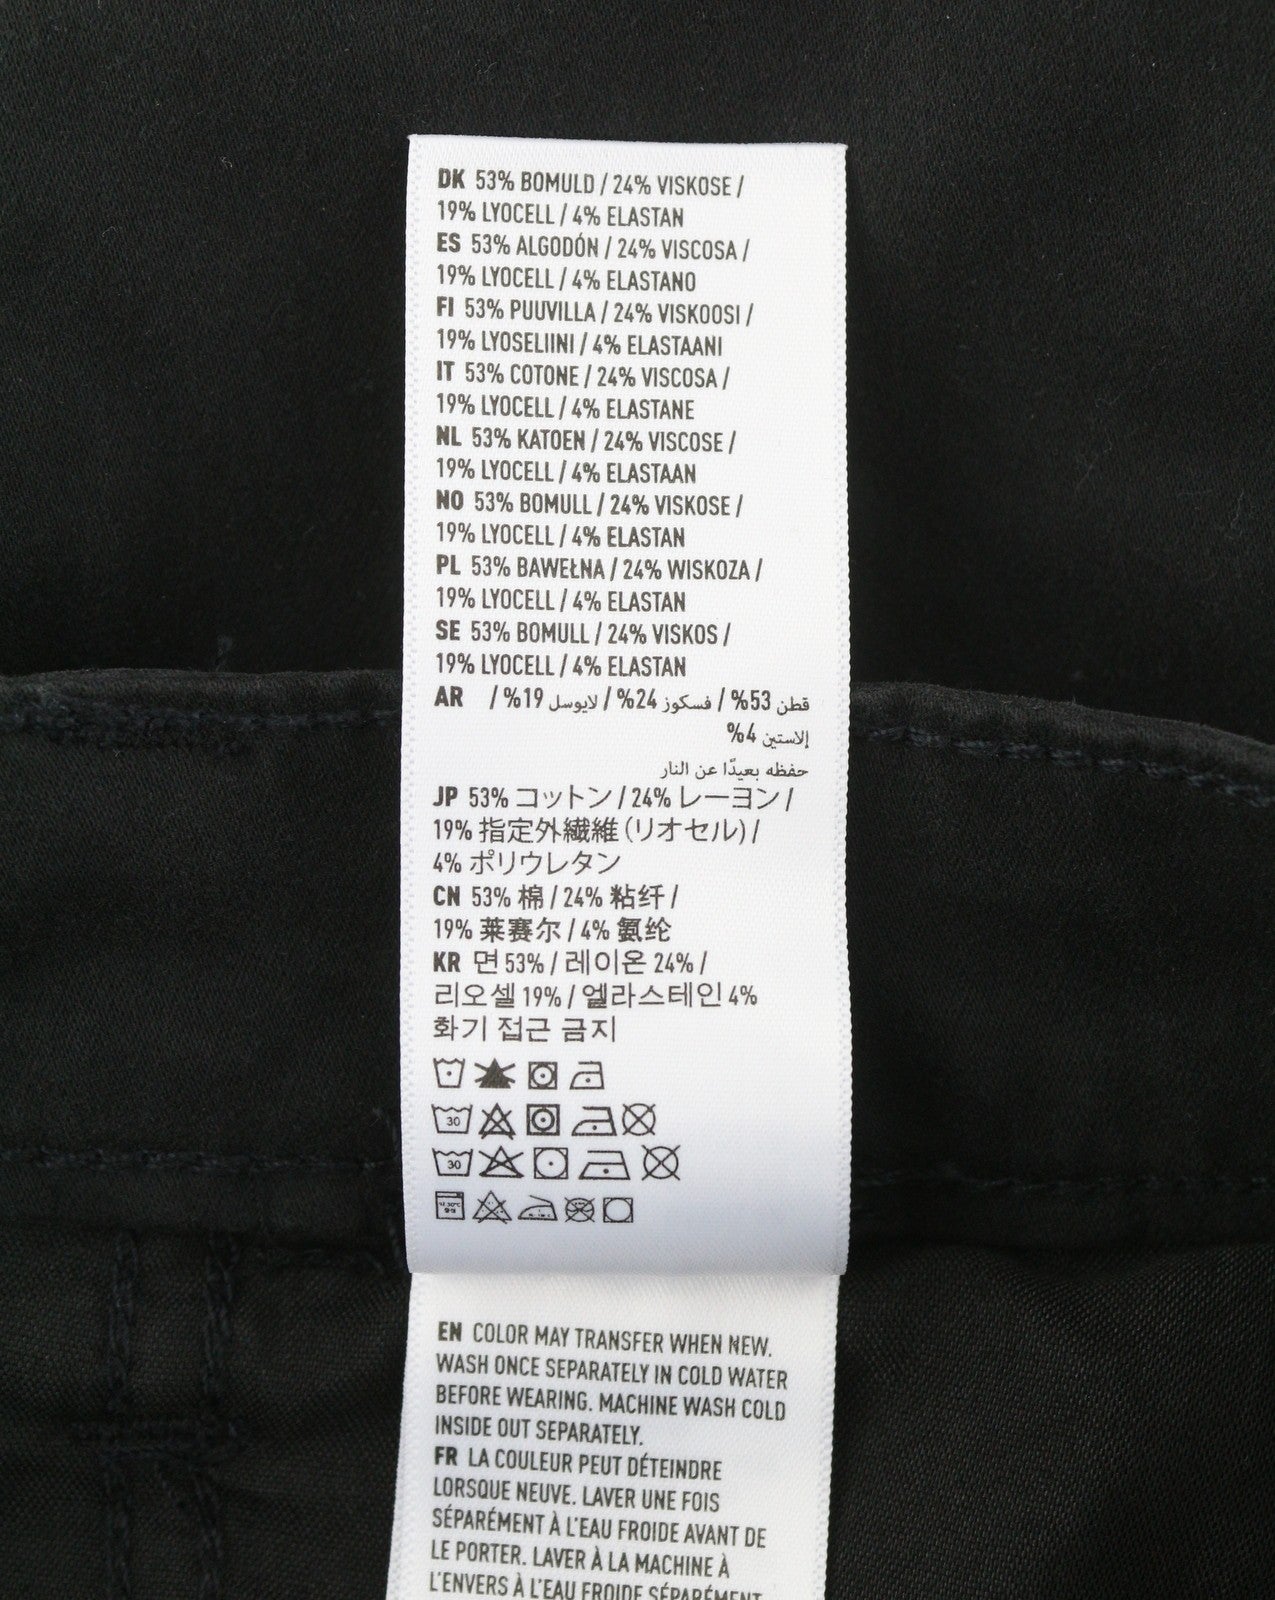 DK 53% BOMULD / 24% VISKOSE /
19% LYOCELL / 4% ELASTAN
ES 53% ALGODÓN / 24% VISCOSA /
19% LYOCELL / 4% ELASTANO
FI 53% PUUVILLA / 24% VISKOOSI /
19% LYOSELIINI / 4% ELASTAANI
IT 53% COTONE / 24% VISCOSA /
19% LYOCELL / 4% ELASTANE
NL 53% KATOEN / 24% VISCOSE /
19% LYOCELL / 4% ELASTAAN
NO 53% BOMULL / 24% VISKOSE /
19% LYOCELL / 4% ELASTAN
PL 53% BAWEŁNA / 24% WISKOZA /
19% LYOCELL / 4% ELASTAN
SE 53% BOMULL / 24% VISKOS /
19% LYOCELL / 4% ELASTAN
AR قطن 53% / فسكوز 24% / لايوسل 19% /
إلاستين 4%
حفظه بعيدًا عن النار
JP 53% コットン / 24% レーヨン /
19% 指定外繊維 (リオセル) /
4% ポリウレタン
CN 53% 棉 / 24% 粘纤 /
19% 莱赛尔 / 4% 氨纶
KR 면 53% / 레이온 24% /
리오셀 19% / 엘라스테인 4%
화기 접근 금지
30
30
EN COLOR MAY TRANSFER WHEN NEW.
WASH ONCE SEPARATELY IN COLD WATER
BEFORE WEARING. MACHINE WASH COLD
INSIDE OUT SEPARATELY.
FR LA COULEUR PEUT DÉTEINDRE
LORSQUE NEUVE. LAVER UNE FOIS
SÉPARÉMENT À L'EAU FROIDE AVANT DE
LE PORTER. LAVER À LA MACHINE À
L'ENVERS À L'EAU FROIDE SÉPARÉMENT